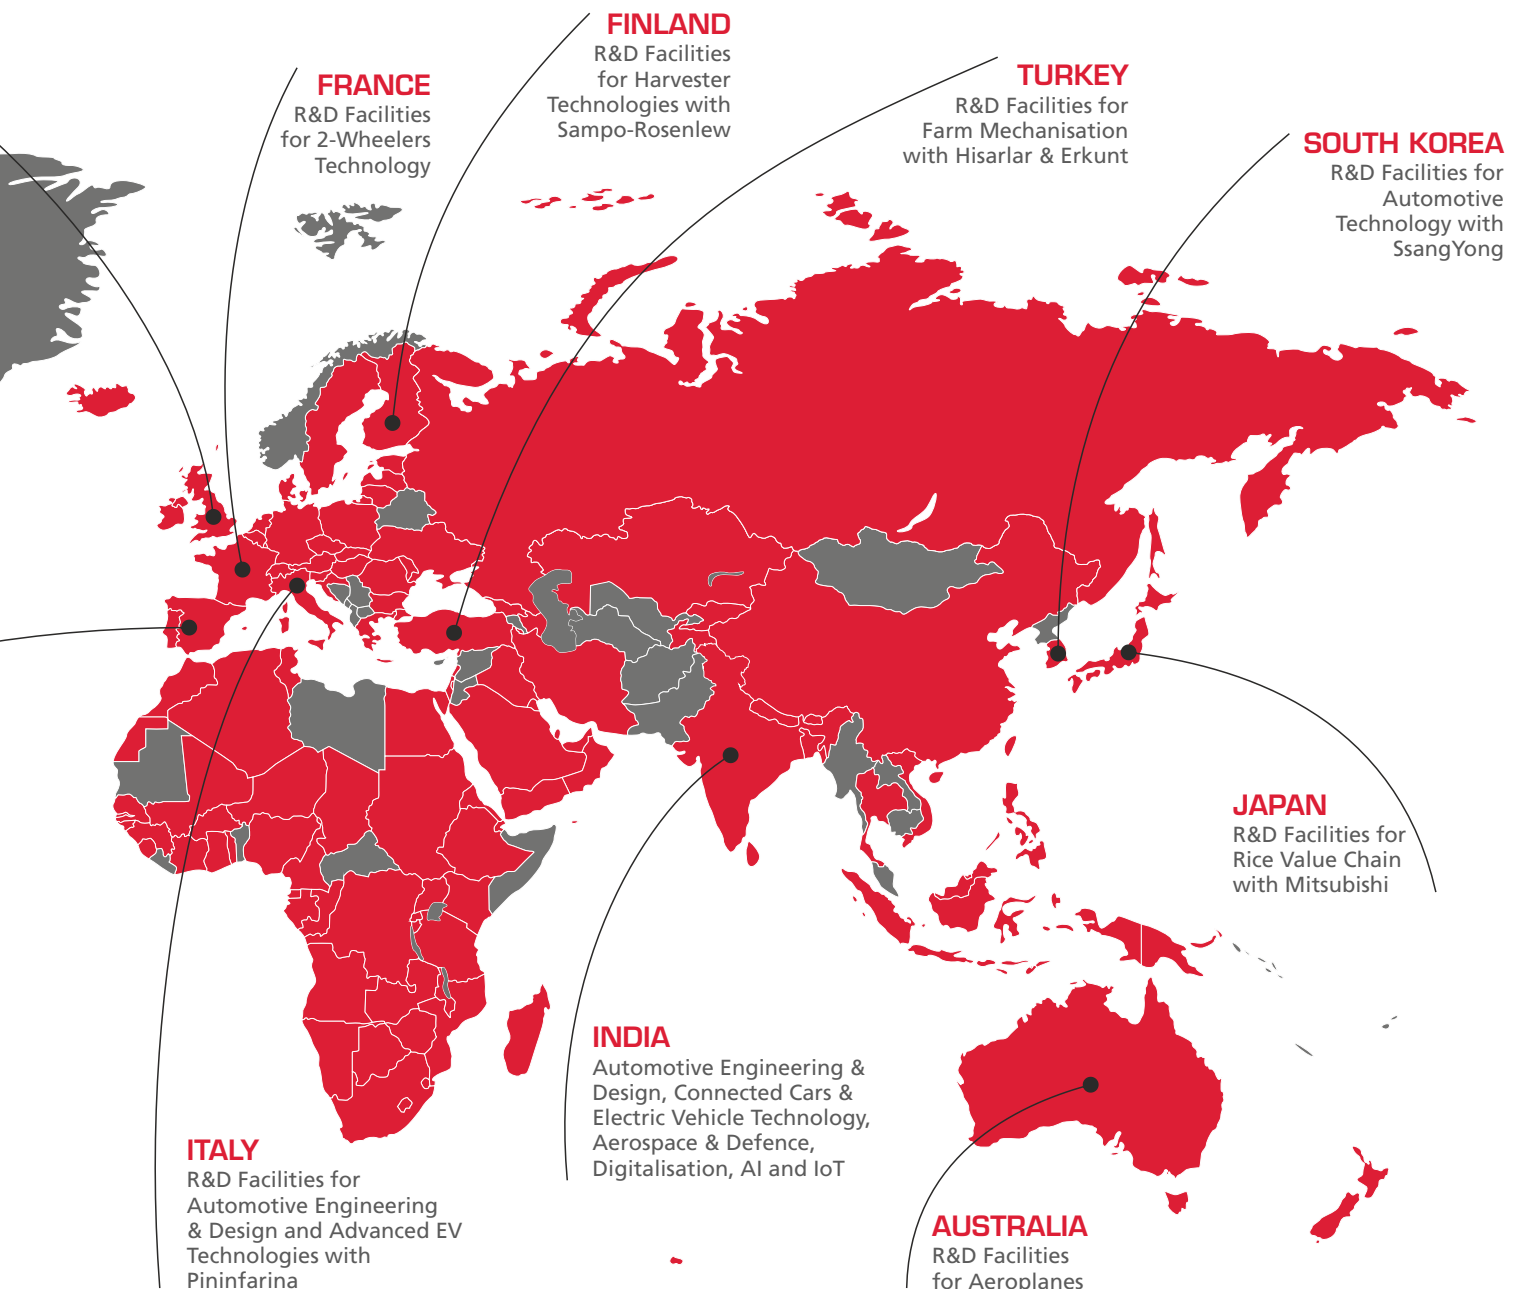 FINLAND
R&D Facilities
for Harvester
Technologies with
Sampo-Rosenlew
FRANCE
R&D Facilities
for 2-Wheelers
Technology
TURKEY
R&D Facilities for
Farm Mechanisation
with Hisarlar & Erkunt
SOUTH KOREA
R&D Facilities for
Automotive
Technology with
SsangYong
JAPAN
R&D Facilities for
Rice Value Chain
with Mitsubishi
INDIA
Automotive Engineering &
Design, Connected Cars &
Electric Vehicle Technology,
Aerospace & Defence,
Digitalisation, AI and IoT
ITALY
R&D Facilities for
Automotive Engineering
& Design and Advanced EV
Technologies with
Pininfarina
AUSTRALIA
R&D Facilities
for Aeroplanes